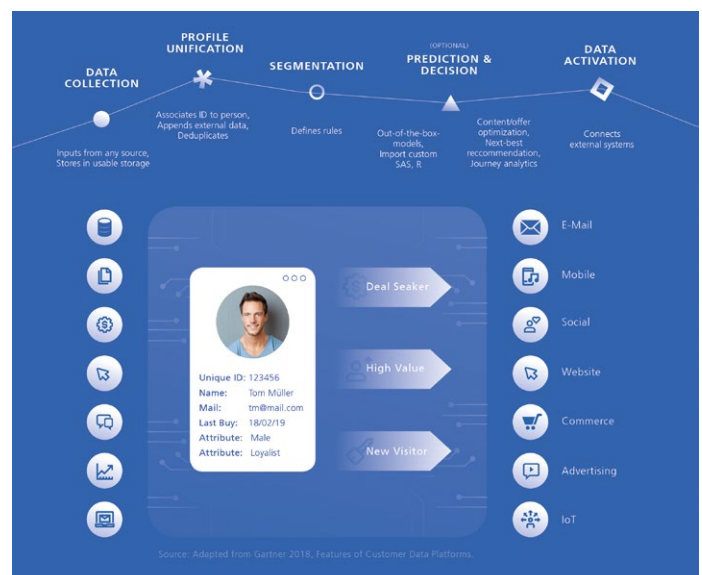 DATA
COLLECTION
Inputs from any source,
Stores in usable storage
PROFILE
UNIFICATION
Associates ID to person,
Appends external data,
Deduplicates
SEGMENTATION
Defines rules
(OPTIONAL)
PREDICTION &
DECISION
Out-of-the-box-
models,
Import custom
SAS, R
Content/offer
optimization,
Next-best
reccommendation,
Journey analytics
DATA
ACTIVATION
Connects
external systems
Unique ID: 123456
Name: Tom Müller
Mail: tm@mail.com
Last Buy: 18/02/19
Attribute: Male
Attribute: Loyalist
Deal Seaker
High Value
New Visitor
E-Mail
Mobile
Social
Website
Commerce
Advertising
IoT
Source: Adapted from Gartner 2018, Features of Customer Data Platforms.